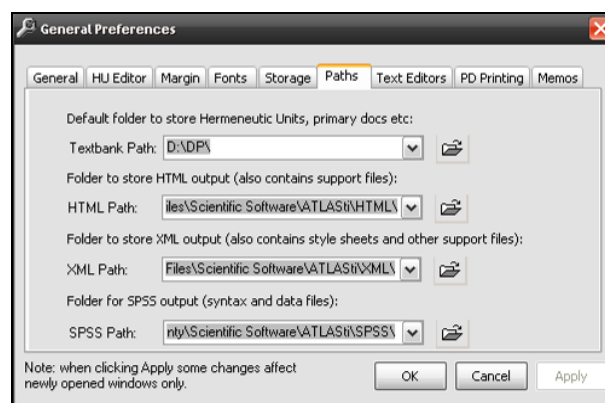 General Preferences
General HU Editor Margin Fonts Storage Paths Text Editors PD Printing Memos
Default folder to store Hermeneutic Units, primary docs etc:
Textbank Path: D:\DP\
Folder to store HTML output (also contains support files):
HTML Path: iles\Scientific Software\ATLASti\HTML\
Folder to store XML output (also contains style sheets and other support files):
XML Path: Files\Scientific Software\ATLASti\XML\
Folder for SPSS output (syntax and data files):
SPSS Path: nty\Scientific Software\ATLASti\SPSS\
Note: when clicking Apply some changes affect
newly opened windows only.
OK Cancel Apply